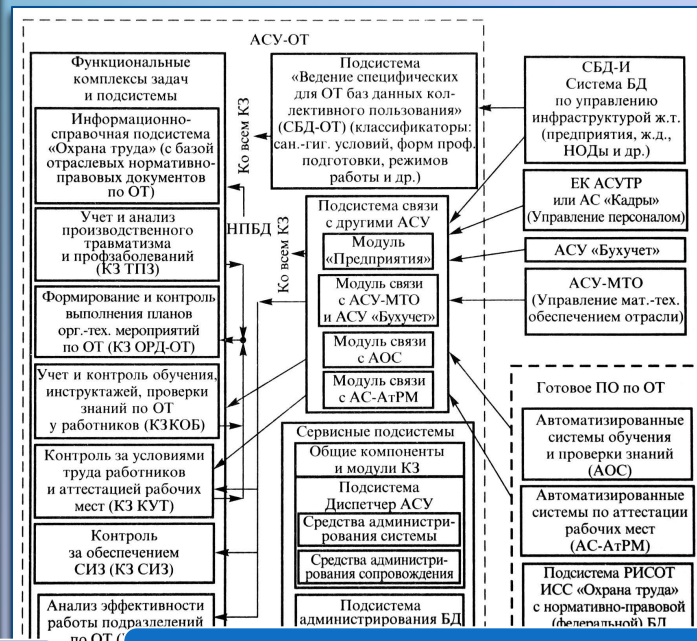 АСУ-ОТ
Функциональные
комплексы задач
и подсистемы
Информационно-
справочная подсистема
«Охрана труда» (с базой
отраслевых нормативно-
правовых документов
по ОТ)
Учет и анализ
производственного
травматизма
и профзаболеваний
(КЗ ТПЗ)
Формирование и контроль
выполнения планов
орг.-тех. мероприятий
по ОТ (КЗ ОРД-ОТ)
Учет и контроль обучения,
инструктажей, проверки
знаний по ОТ
у работников (КЗКОБ)
Контроль за условиями
труда работников
и аттестацией рабочих
мест (КЗ КУТ)
Контроль
за обеспечением
СИЗ (КЗ СИЗ)
Анализ эффективности
работы подразделений
по ОТ
Ко всем КЗ
НПБД
Ко всем КЗ
Подсистема
«Ведение специфических
для ОТ баз данных кол-
лективного пользования»
(СБД-ОТ) (классификаторы:
сан.-гиг. условий, форм проф.
подготовки, режимов
работы и др.)
Подсистема связи
с другими АСУ
Модуль
«Предприятия»
Модуль связи
с АСУ-МТО
и АСУ «Бухучет»
Модуль связи
с АОС
Модуль связи
с АС-АтРМ
Сервисные подсистемы
Общие компоненты
и модули КЗ
Подсистема
Диспетчер АСУ
Средства администри-
рования системы
Средства администри-
рования сопровождения
Подсистема
администрирования БД
СБД-И
Система БД
по управлению
инфраструктурой ж.т.
(предприятия, ж.д.,
НОДы и др.)
ЕК АСУТР
или АС «Кадры»
(Управление персоналом)
АСУ «Бухучет»
АСУ-МТО
(Управление мат.-тех.
обеспечением отрасли)
Готовое ПО по ОТ
Автоматизированные
системы обучения
и проверки знаний
(АОС)
Автоматизированные
системы по аттестации
рабочих мест
(АС-АтРМ)
Подсистема РИСОТ
ИСС «Охрана труда»
с нормативно-правовой
(федеральной) БД